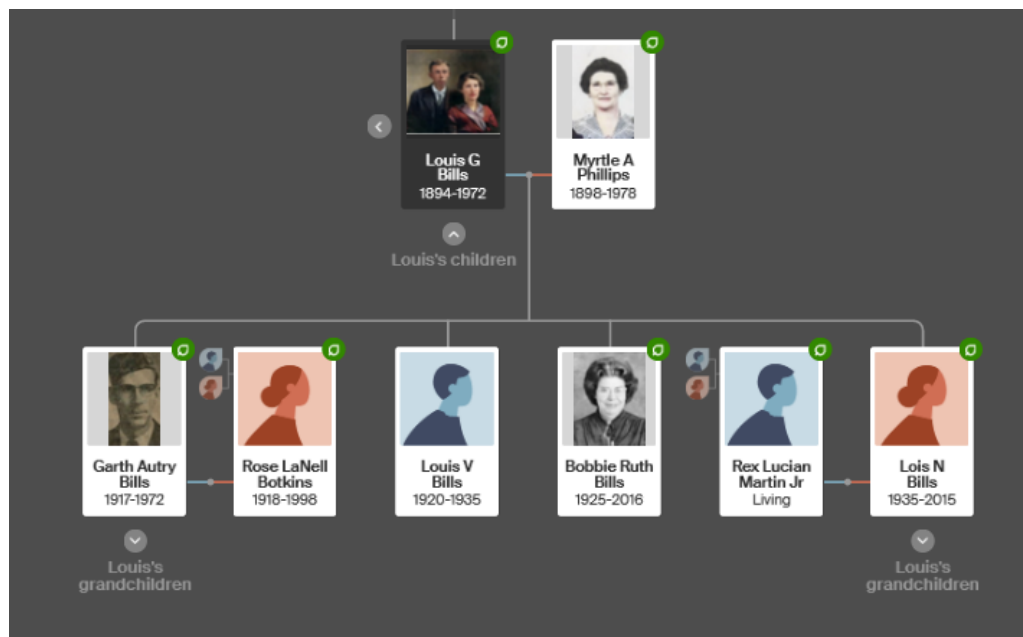 Louis G
Bills
1894-1972
Myrtle A
Phillips
1898-1978
Louis's children
Garth Autry
Bills
1917-1972
Rose LaNell
Botkins
1918-1998
Louis V
Bills
1920-1935
Bobbie Ruth
Bills
1925-2016
Rex Lucian
Martin Jr
Living
Lois N
Bills
1935-2015
Louis's
grandchildren
Louis's
grandchildren